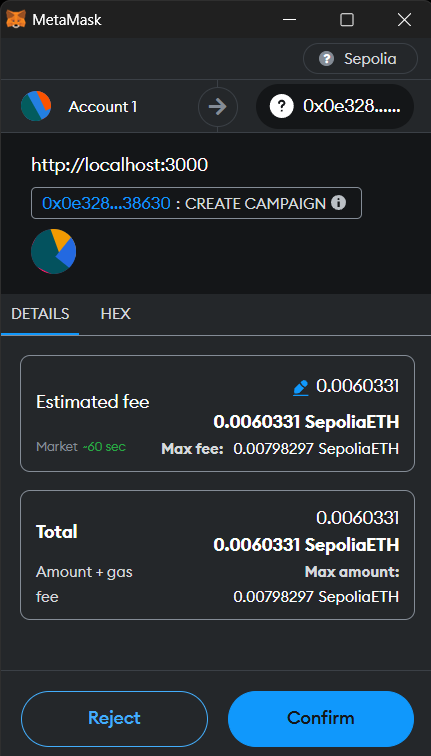 MetaMask
Sepolia
Account 1
0x0e328......
http://localhost:3000
0x0e328...38630 : CREATE CAMPAIGN
DETAILS HEX
0.0060331
Estimated fee
0.0060331 SepoliaETH
Market ~60 sec Max fee: 0.00798297 SepoliaETH
0.0060331
Total
0.0060331 SepoliaETH
Amount + gas fee
Max amount:
0.00798297 SepoliaETH
Reject Confirm